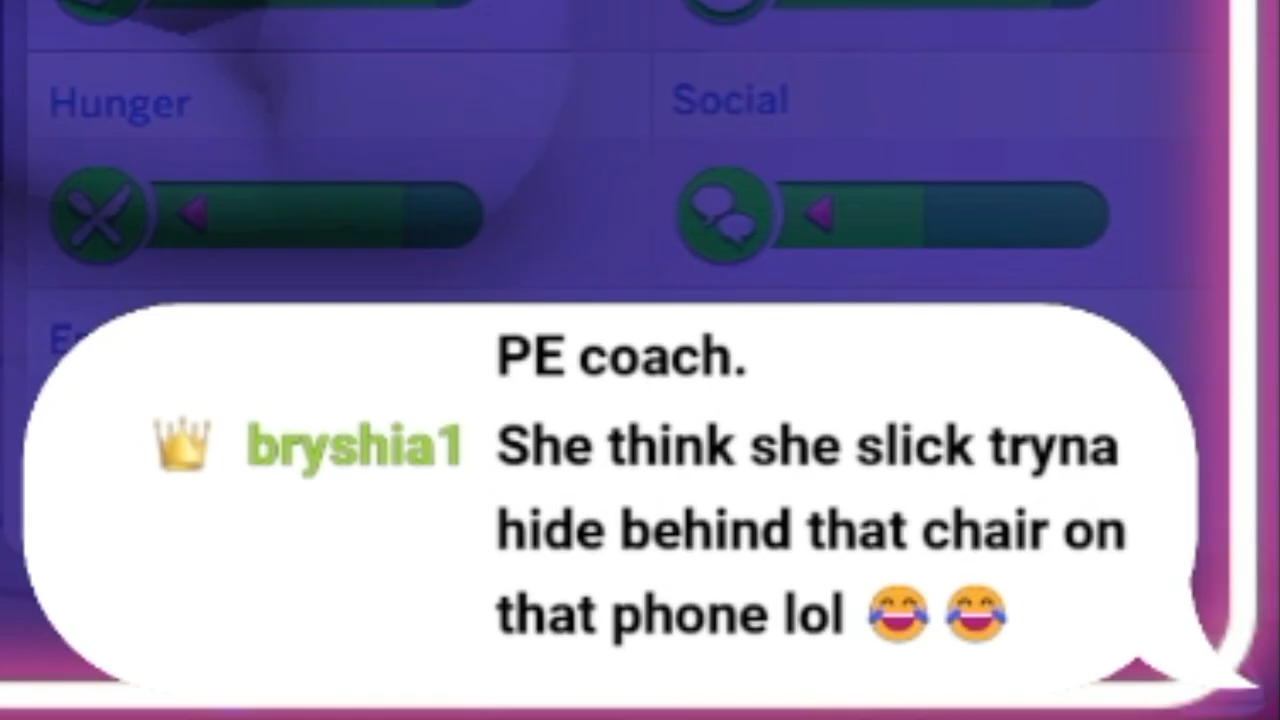 Hunger
Social
PE coach.
bryshia1 She think she slick tryna
hide behind that chair on
that phone lol 😂 😂